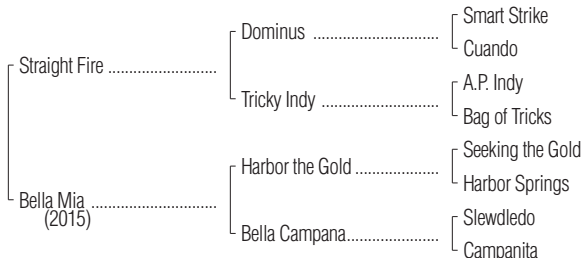 Smart Strike
Dominus ..............................
Cuando
Straight Fire ..........................
A.P. Indy
Tricky Indy ............................
Bag of Tricks
Seeking the Gold
Harbor the Gold ....................
Harbor Springs
Bella Mia ..............................
(2015)
Slewdledo
Bella Campana......................
Campanita